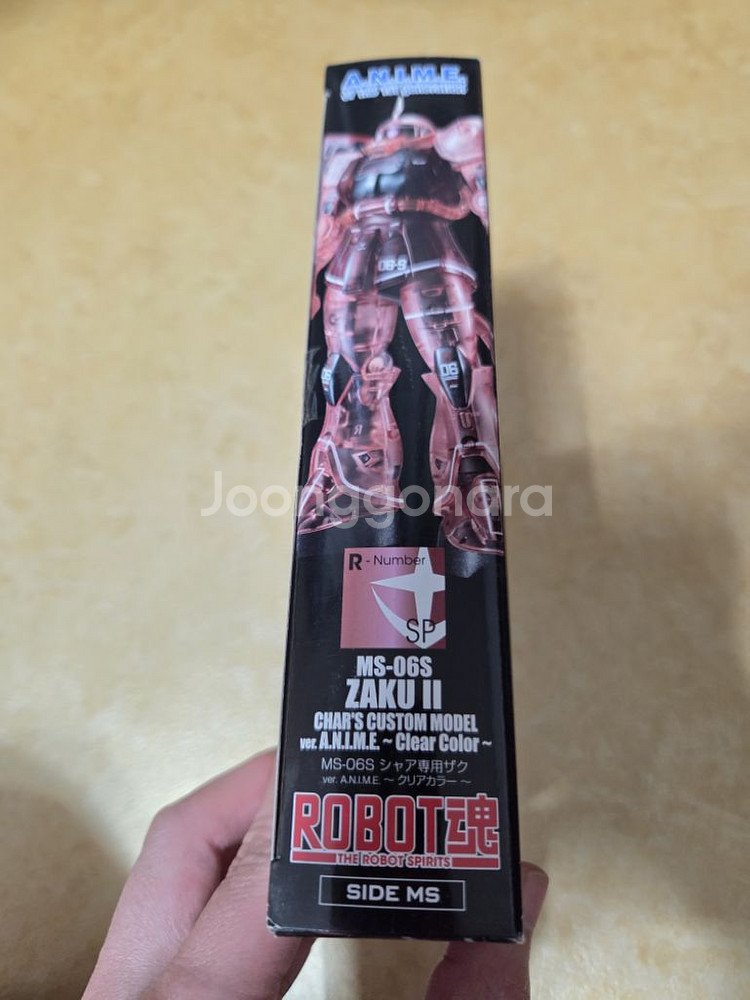 A.N.I.M.E.
06-S
06
Joonggonara
R - Number
SP
MS-06S
ZAKU II
CHAR'S CUSTOM MODEL
ver. A.N.I.M.E. ~ Clear Color ~
MS-06S シャア専用ザク
ver. A.N.I.M.E. ~ クリアカラー ~
ROBOT魂
THE ROBOT SPIRITS
SIDE MS